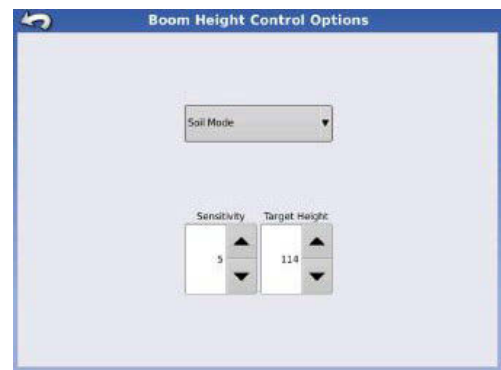 Boom Height Control Options
Soil Mode
Sensitivity Target Height
5 114